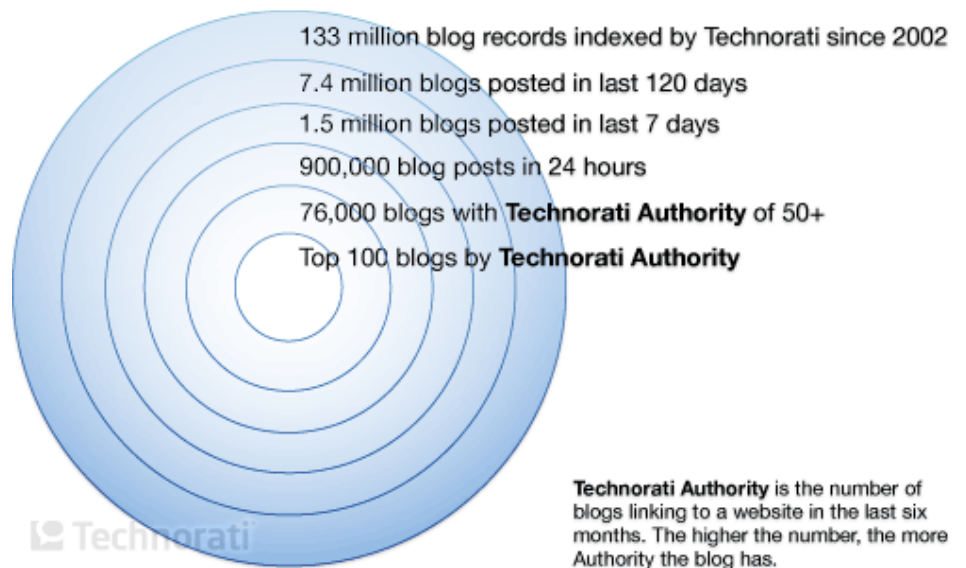 133 million blog records indexed by Technorati since 2002
7.4 million blogs posted in last 120 days
1.5 million blogs posted in last 7 days
900,000 blog posts in 24 hours
76,000 blogs with Technorati Authority of 50+
Top 100 blogs by Technorati Authority
Technorati Authority is the number of
blogs linking to a website in the last six
months. The higher the number, the more
Authority the blog has.
Technorati